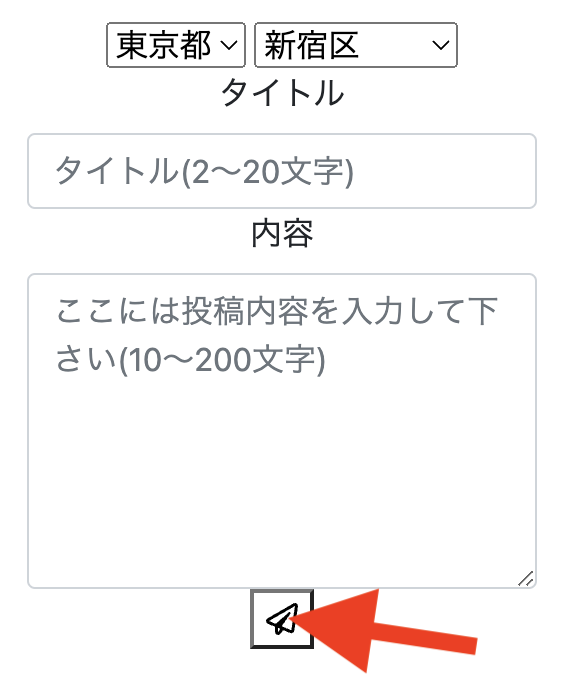 東京都 新宿区
タイトル
タイトル(2〜20文字)
内容
ここには投稿内容を入力して下
さい(10〜200文字)